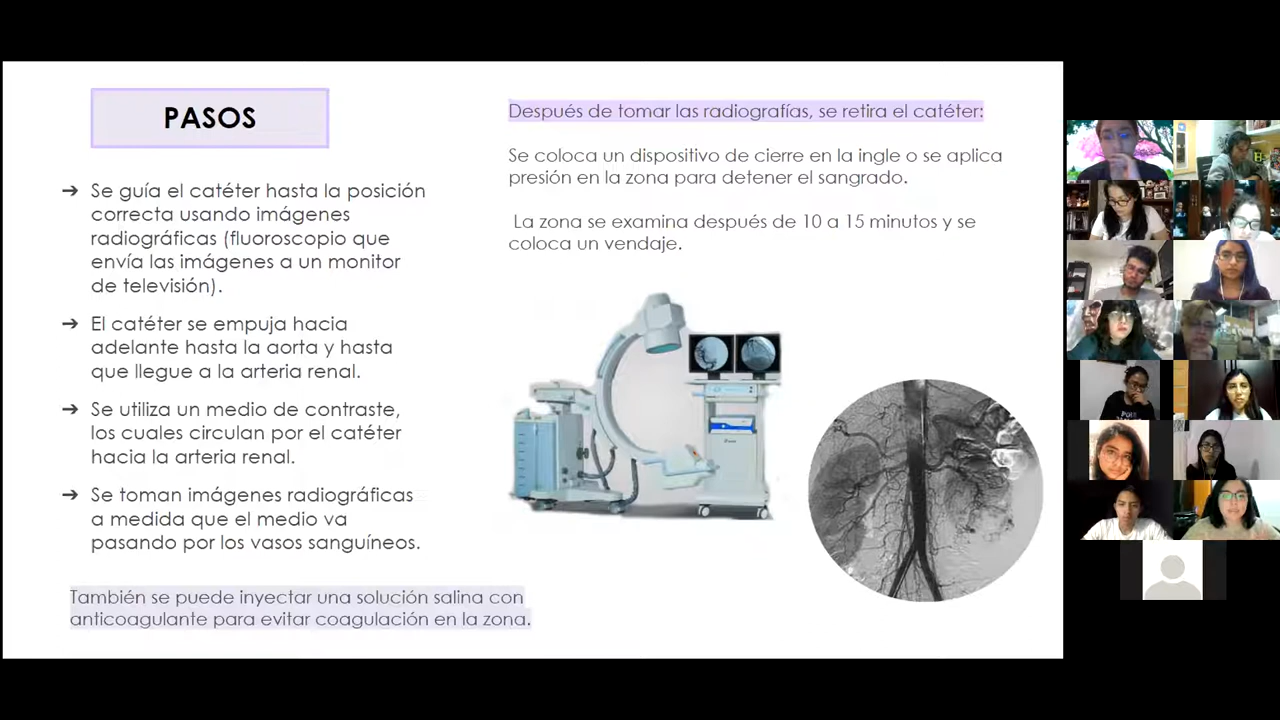 PASOS
➔ Se guía el catéter hasta la posición
correcta usando imágenes
radiográficas (fluoroscopio que
envía las imágenes a un monitor
de televisión).
➔ El catéter se empuja hacia
adelante hasta la aorta y hasta
que llegue a la arteria renal.
➔ Se utiliza un medio de contraste,
los cuales circulan por el catéter
hacia la arteria renal.
➔ Se toman imágenes radiográficas
a medida que el medio va
pasando por los vasos sanguíneos.
También se puede inyectar una solución salina con
anticoagulante para evitar coagulación en la zona.
Después de tomar las radiografías, se retira el catéter:
Se coloca un dispositivo de cierre en la ingle o se aplica
presión en la zona para detener el sangrado.
La zona se examina después de 10 a 15 minutos y se
coloca un vendaje.